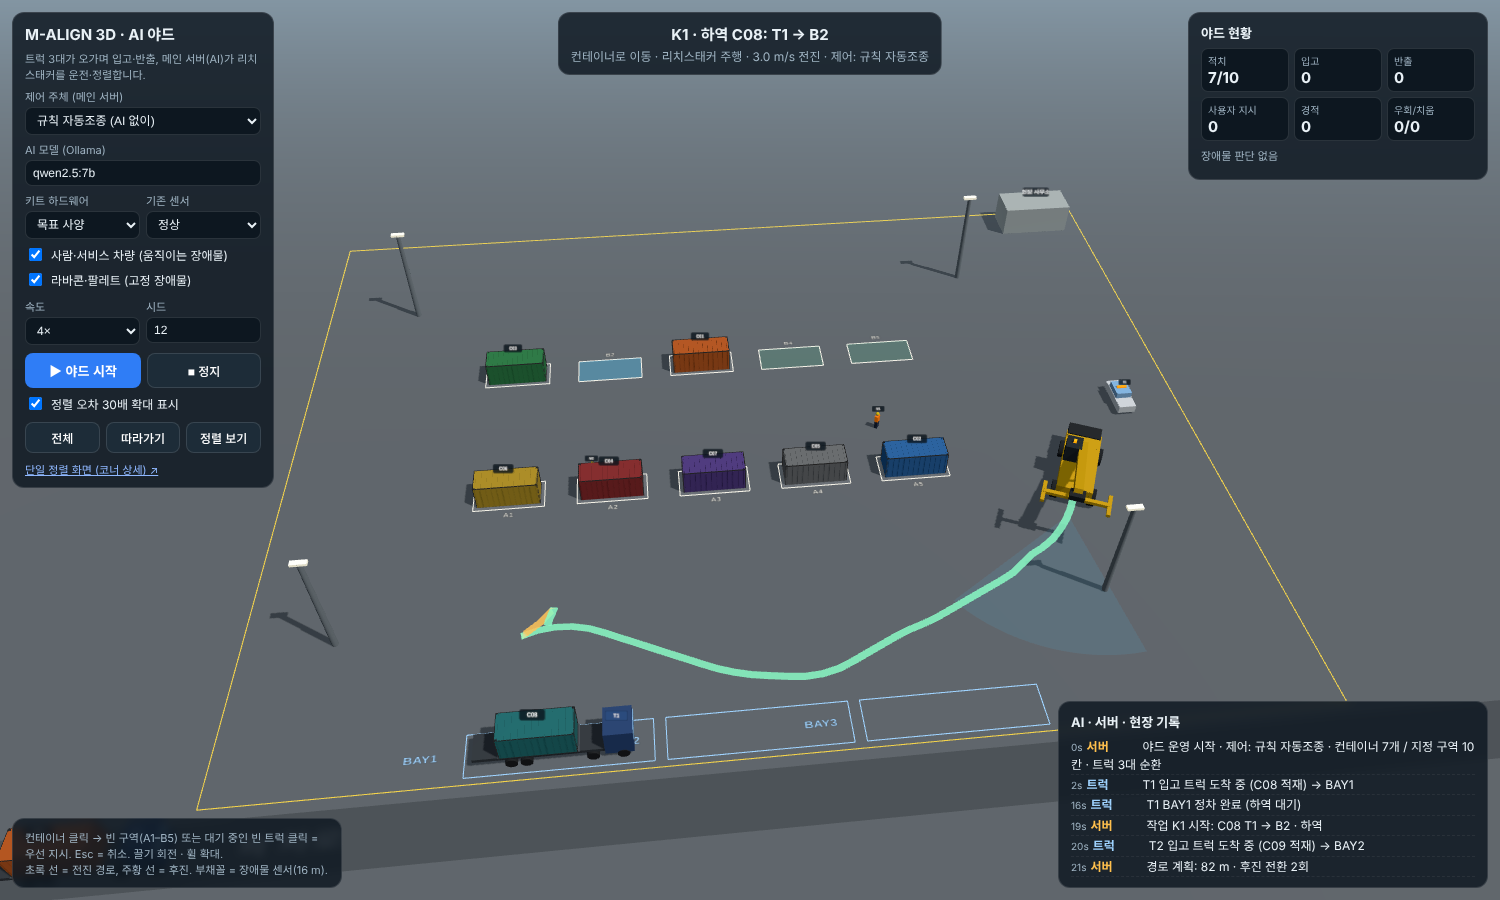 M-ALIGN 3D · AI 야드
트럭 3대가 오가며 입고·반출, 메인 서버(AI)가 리치
스태커를 운전·정렬합니다.
제어 주체 (메인 서버)
규칙 자동조종 (AI 없이)
AI 모델 (Ollama)
qwen2.5:7b
키트 하드웨어 기존 센서
목표 사양 정상
사람·서비스 차량 (움직이는 장애물)
라바콘·팔레트 (고정 장애물)
속도 시드
4× 12
▶ 야드 시작 ■ 정지
정렬 오차 30배 확대 표시
전체 따라가기 정렬 보기
단일 정렬 화면 (코너 상세) ↗
K1 · 하역 C08: T1 → B2
컨테이너로 이동 · 리치스태커 주행 · 3.0 m/s 전진 · 제어: 규칙 자동조종
야드 현황
적치 입고 반출
7/10 0 0
사용자 지시 경적 우회/치움
0 0 0/0
장애물 판단 없음
A1
A2
A3
A4
A5
C08
T1
BAY1
2
BAY3
컨테이너 클릭 → 빈 구역(A1–B5) 또는 대기 중인 빈 트럭 클릭 =
우선 지시. Esc = 취소. 끌기 회전 · 휠 확대.
초록 선 = 전진 경로, 주황 선 = 후진. 부채꼴 = 장애물 센서(16 m).
AI · 서버 · 현장 기록
0s 서버 야드 운영 시작 · 제어: 규칙 자동조종 · 컨테이너 7개 / 지정 구역 10
칸 · 트럭 3대 순환
2s 트럭 T1 입고 트럭 도착 중 (C08 적재) → BAY1
16s 트럭 T1 BAY1 정차 완료 (하역 대기)
19s 서버 작업 K1 시작: C08 T1 → B2 · 하역
20s 트럭 T2 입고 트럭 도착 중 (C09 적재) → BAY2
21s 서버 경로 계획: 82 m · 후진 전환 2회